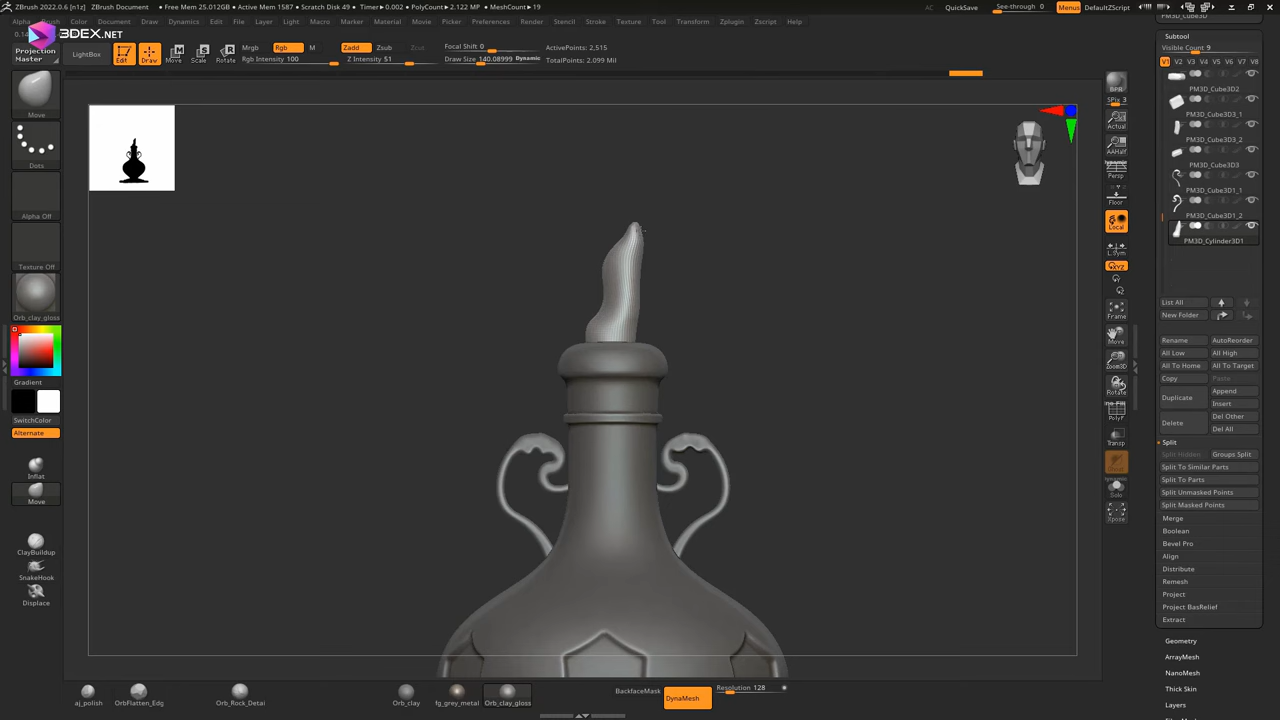 ZBrush 2022.0.6 [n1z] ZBrush Document • Free Mem 25.012GB • Active Mem 1587 • Scratch Disk 49 • Timer▸0.002 • PolyCount▸2.122 MP • MeshCount▸19
AC QuickSave See-through 0 Menus DefaultZScript
Alpha Brush Color Document Draw Dynamics Edit File Layer Light Macro Marker Material Movie Picker Preferences Render Stencil Stroke Texture Tool Transform Zplugin Zscript Help
3DEX.NET
Projection Master
LightBox
Edit Draw Move Scale Rotate
Mrgb Rgb M
Rgb Intensity 100
Zadd Zsub Zcut
Z Intensity 51
Focal Shift 0
Draw Size 140.08999 Dynamic
ActivePoints: 2,515
TotalPoints: 2.099 Mil
Move
Dots
Alpha Off
Texture Off
Orb_clay_gloss
Gradient
SwitchColor
Alternate
Inflat
Move
ClayBuildup
SnakeHook
Displace
BPR
SPix 3
Actual
AAHalf
Dynamic
Persp
Floor
Local
L.Sym
XYZ
Frame
Move
Zoom3D
Rotate
Line Fill
PolyF
Transp
Dynamic
Solo
Xpose
PM3D_Cube3D
Subtool
Visible Count 9
V1 V2 V3 V4 V5 V6 V7 V8
PM3D_Cube3D2
PM3D_Cube3D3_1
PM3D_Cube3D3_2
PM3D_Cube3D3
PM3D_Cube3D1_1
PM3D_Cube3D1_2
PM3D_Cylinder3D1
List All
New Folder
Rename AutoReorder
All Low All High
All To Home All To Target
Copy Paste
Duplicate Append
Insert
Delete Del Other
Del All
Split
Split Hidden Groups Split
Split To Similar Parts
Split To Parts
Split Unmasked Points
Split Masked Points
Merge
Boolean
Bevel Pro
Align
Distribute
Remesh
Project
Project BasRelief
Extract
Geometry
ArrayMesh
NanoMesh
Thick Skin
Layers
aj_polish OrbFlatten_Edg Orb_Rock_Detai Orb_clay fg_grey_metal Orb_clay_gloss
BackfaceMask DynaMesh Resolution 128